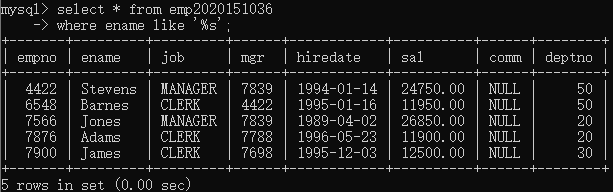 mysql> select * from emp2020151036
    -> where ename like '%s';
+-------+---------+---------+------+------------+----------+------+--------+
| empno | ename   | job     | mgr  | hiredate   | sal      | comm | deptno |
+-------+---------+---------+------+------------+----------+------+--------+
|  4422 | Stevens | MANAGER | 7839 | 1994-01-14 | 24750.00 | NULL |     50 |
|  6548 | Barnes  | CLERK   | 4422 | 1995-01-16 | 11950.00 | NULL |     50 |
|  7566 | Jones   | MANAGER | 7839 | 1989-04-02 | 26850.00 | NULL |     20 |
|  7876 | Adams   | CLERK   | 7788 | 1996-05-23 | 11900.00 | NULL |     20 |
|  7900 | James   | CLERK   | 7698 | 1995-12-03 | 12500.00 | NULL |     30 |
+-------+---------+---------+------+------------+----------+------+--------+
5 rows in set (0.00 sec)